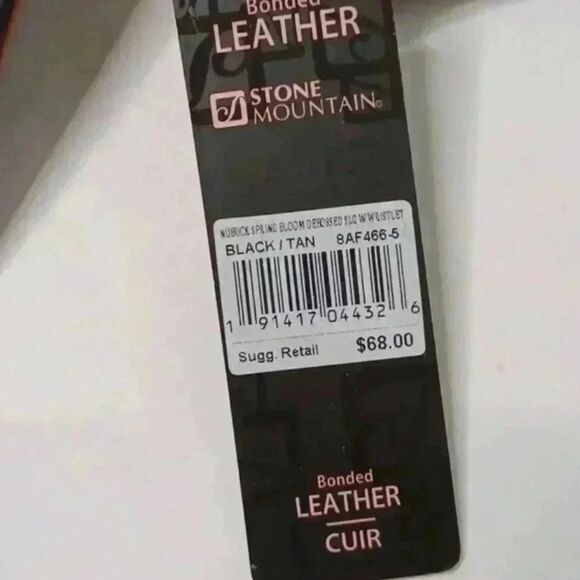 Bonded
LEATHER
STONE
MOUNTAIN®
NUBUCK SPRING BLOOM DEBOSSED SLG W WRISTLET
BLACK / TAN 8AF466-5
1 91417 04432 6
Sugg. Retail $68.00
Bonded
LEATHER
CUIR